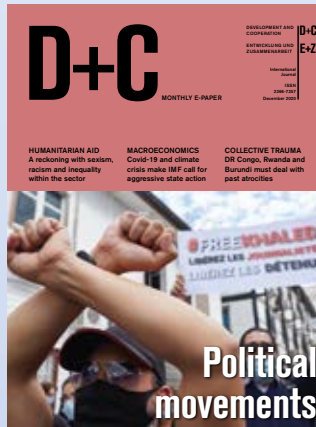 D+C
MONTHLY E-PAPER
DEVELOPMENT AND
COOPERATION
D+C
ENTWICKLUNG UND
ZUSAMMENARBEIT
E+Z
International
Journal
ISSN
2366-7257
December 2020
HUMANITARIAN AID
A reckoning with sexism,
racism and inequality
within the sector
MACROECONOMICS
Covid-19 and climate
crisis make IMF call for
aggressive state action
COLLECTIVE TRAUMA
DR Congo, Rwanda and
Burundi must deal with
past atrocities
#FREEKHALED
LIBÉREZ LES JOURNALISTES
LIBÉREZ LES DÉTENU
Political
movements